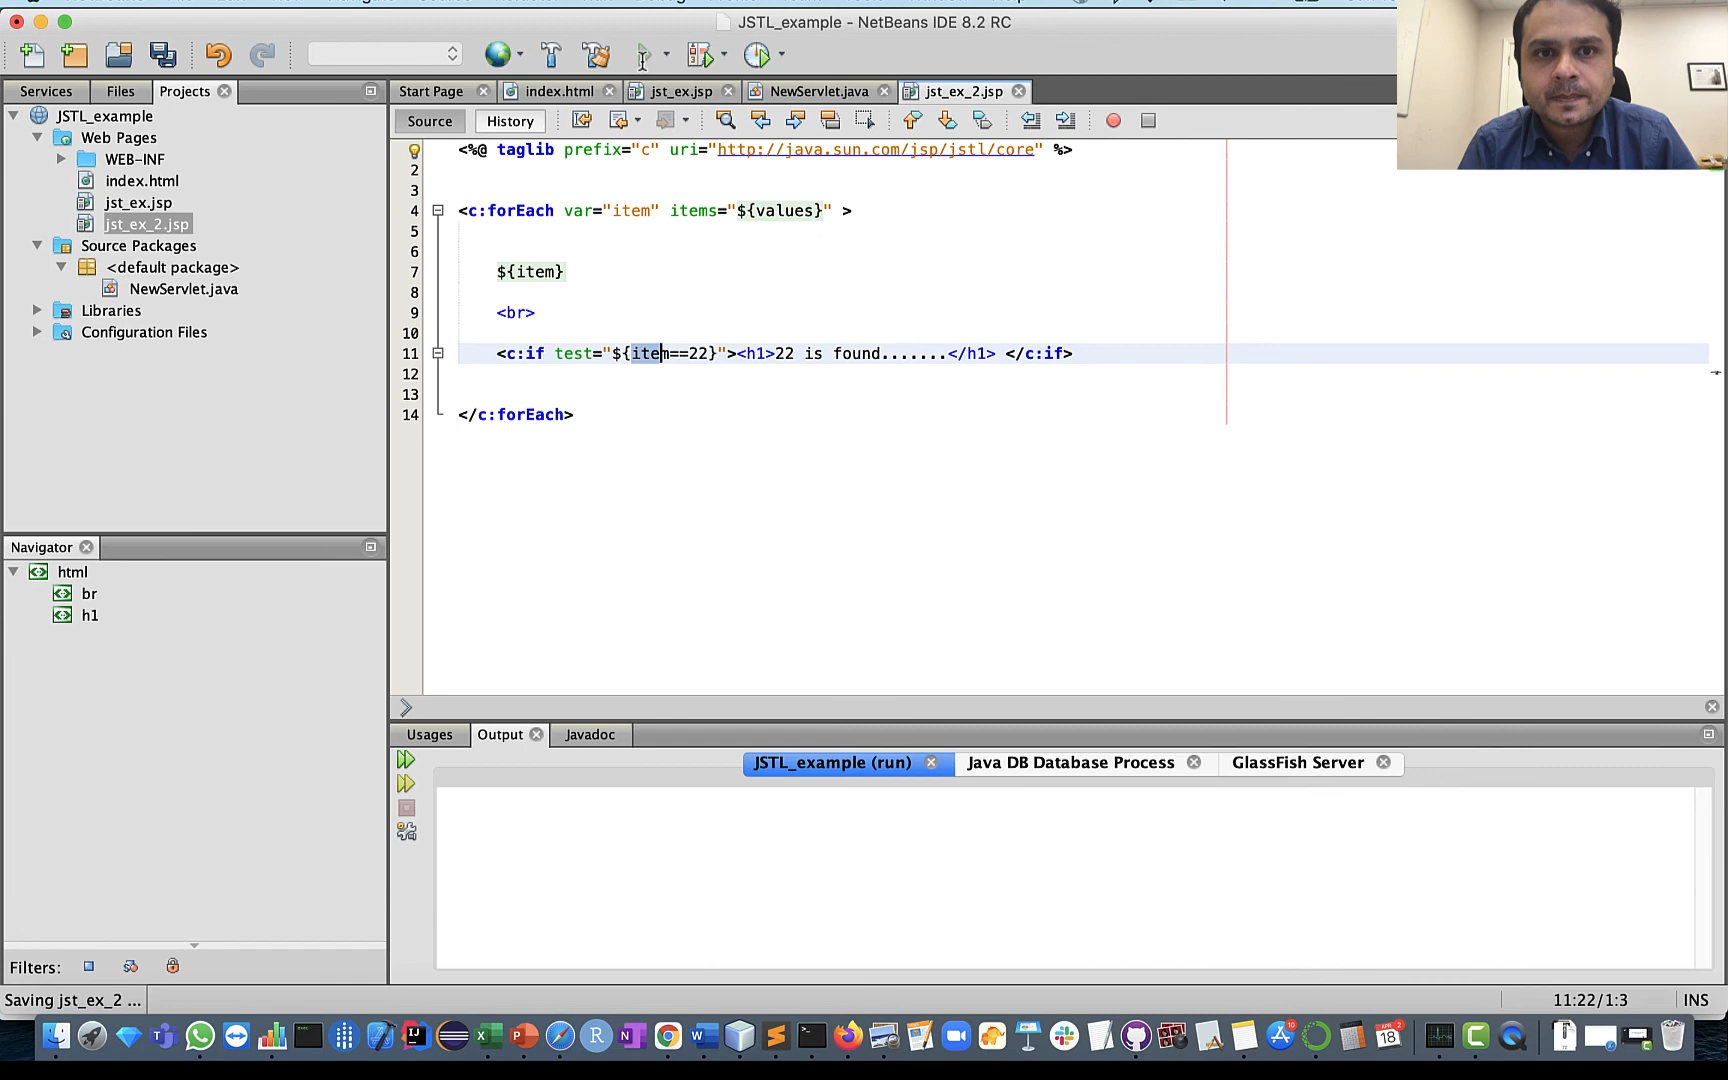 JSTL_example - NetBeans IDE 8.2 RC
Services Files Projects
Start Page index.html jst_ex.jsp NewServlet.java jst_ex_2.jsp
Source History
JSTL_example
Web Pages
WEB-INF
index.html
jst_ex.jsp
jst_ex_2.jsp
Source Packages
<default package>
NewServlet.java
Libraries
Configuration Files
<%@ taglib prefix="c" uri="http://java.sun.com/jsp/jstl/core" %>
2
3
4 <c:forEach var="item" items="${values}" >
5
6
7 ${item}
8
9 <br>
10
11 <c:if test="${item==22}"><h1>22 is found.......</h1> </c:if>
12
13
14 </c:forEach>
Navigator
html
br
h1
Usages Output Javadoc
JSTL_example (run) Java DB Database Process GlassFish Server
Filters:
Saving jst_ex_2 ...
11:22/1:3 INS
APR
18